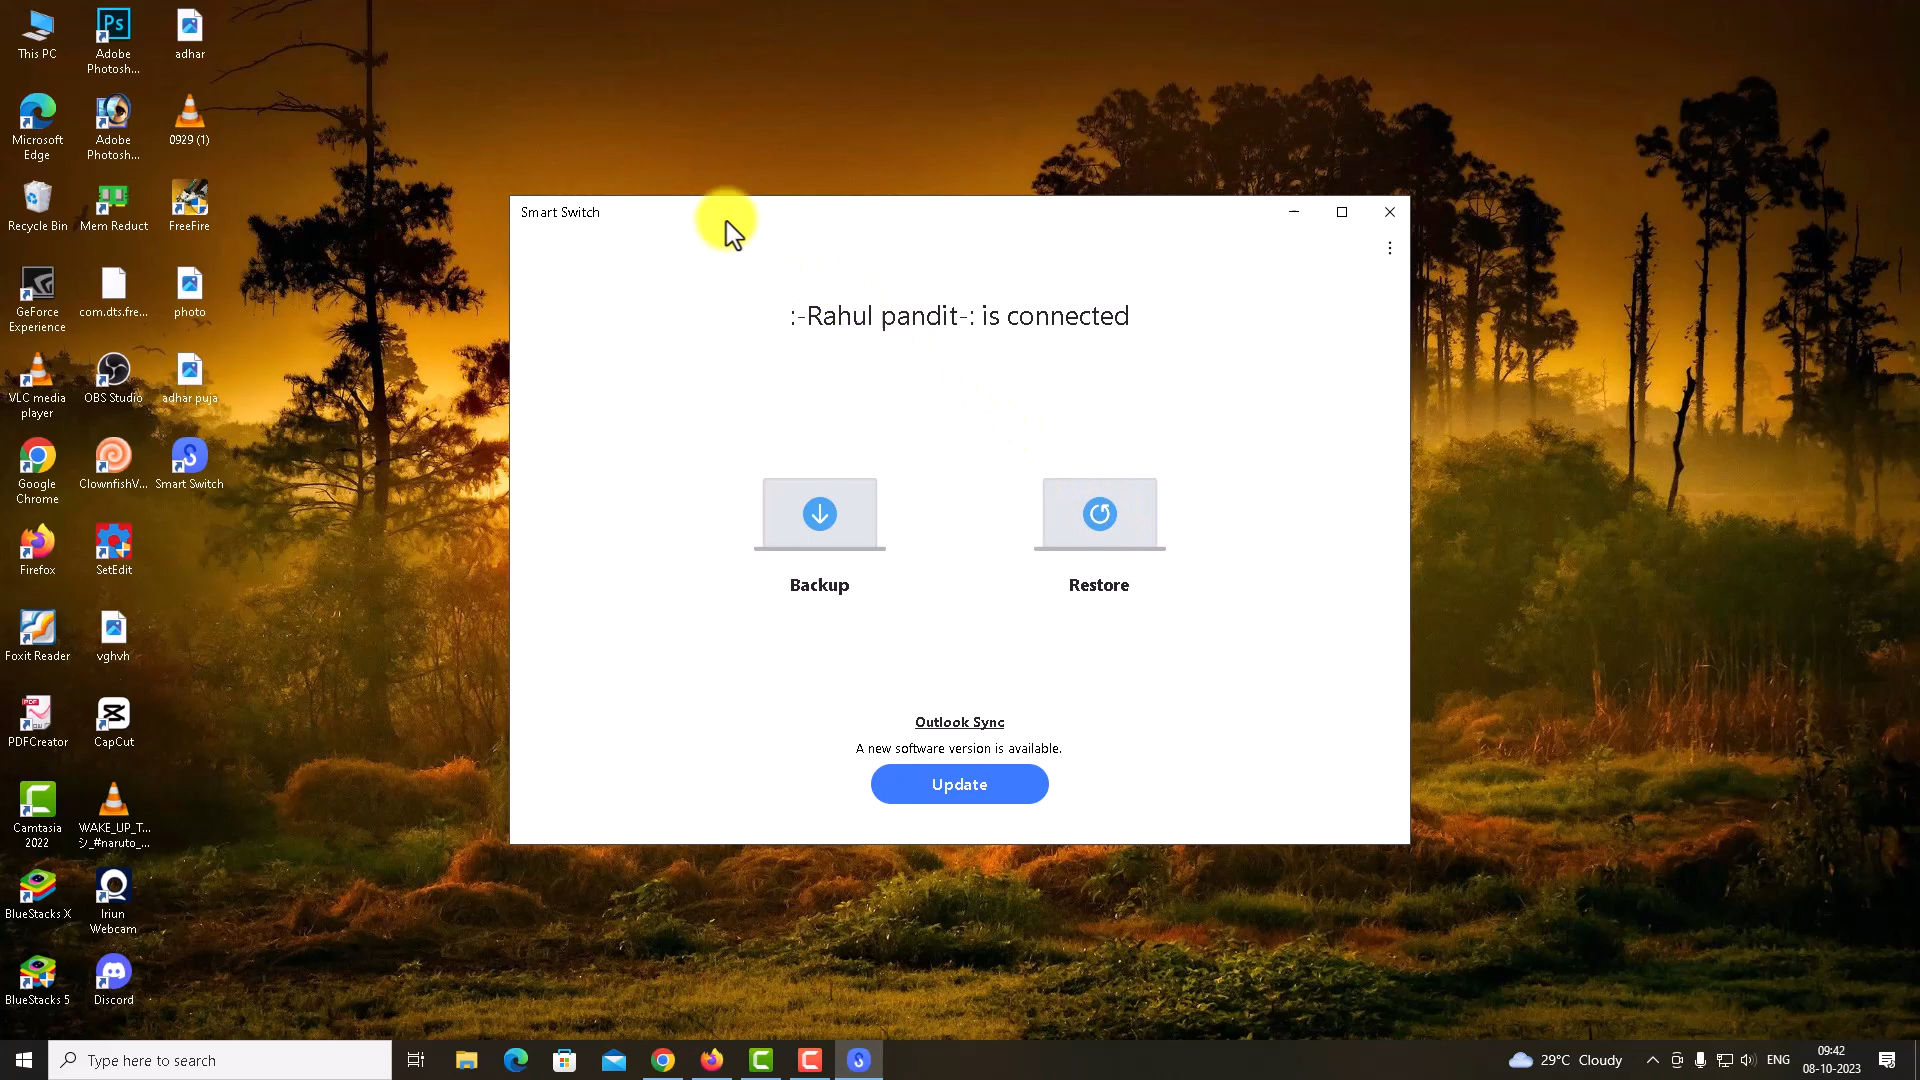 This PC
Adobe
Photosh...
adhar
Microsoft
Edge
Adobe
Photosh...
0929 (1)
Recycle Bin
Mem Reduct
FreeFire
GeForce
Experience
com.dts.fre...
photo
VLC media
player
OBS Studio
adhar puja
Google
Chrome
ClownfishV...
Smart Switch
Firefox
SetEdit
Foxit Reader
vghvh
PDF
PDFCreator
CapCut
Camtasia
2022
WAKE_UP_T...
シ_#naruto_...
BlueStacks X
Iriun
Webcam
BlueStacks 5
Discord
Smart Switch
:-Rahul pandit-: is connected
Backup
Restore
Outlook Sync
A new software version is available.
Update
Type here to search
29°C Cloudy
ENG
09:42
08-10-2023